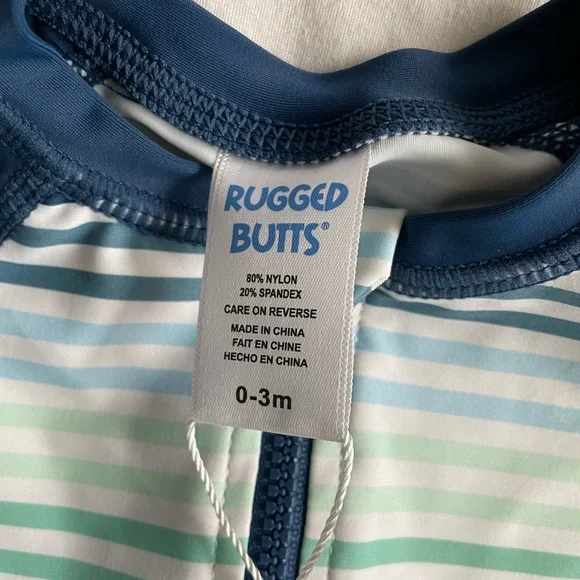 RUGGED
BUTTS®
80% NYLON
20% SPANDEX
CARE ON REVERSE
MADE IN CHINA
FAIT EN CHINE
HECHO EN CHINA
0-3m